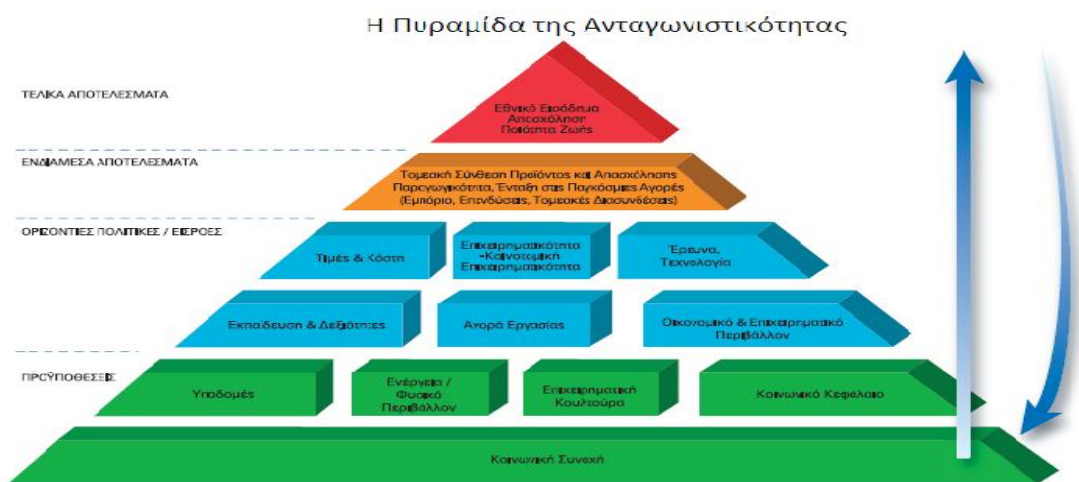 Η Πυραμίδα της Ανταγωνιστικότητας
ΤΕΛΙΚΑ ΑΠΟΤΕΛΕΣΜΑΤΑ
Εθνικό Εισόδημα
Απασχόληση
Ποιότητα Ζωής
ΕΝΔΙΑΜΕΣΑ ΑΠΟΤΕΛΕΣΜΑΤΑ
Τομεακή Σύνθεση Προϊόντος και Απασχόλησης
Παραγωγικότητα, Ένταξη στις Παγκόσμιες Αγορές
(Εμπόριο, Επενδύσεις, Τομεακές Διασυνδέσεις)
ΟΡΙΖΟΝΤΙΕΣ ΠΟΛΙΤΙΚΕΣ / ΕΙΣΡΟΕΣ
Τιμές & Κόστη
Επιχειρηματικότητα
-Καινοτομική
Επιχειρηματικότητα
Έρευνα,
Τεχνολογία
Εκπαίδευση & Δεξιότητες
Αγορά Εργασίας
Οικονομικό & Επιχειρηματικό
Περιβάλλον
ΠΡΟΫΠΟΘΕΣΕΙΣ
Υποδομές
Ενέργεια /
Φυσικό
Περιβάλλον
Επιχειρηματική
Κουλτούρα
Κοινωνικό Κεφάλαιο
Κοινωνική Συνοχή